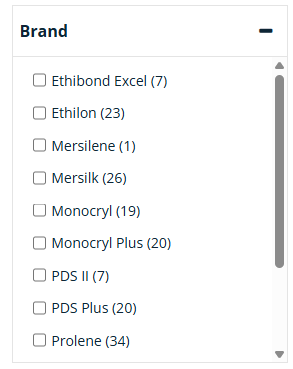 Brand
Ethibond Excel (7)
Ethilon (23)
Mersilene (1)
Mersilk (26)
Monocryl (19)
Monocryl Plus (20)
PDS II (7)
PDS Plus (20)
Prolene (34)